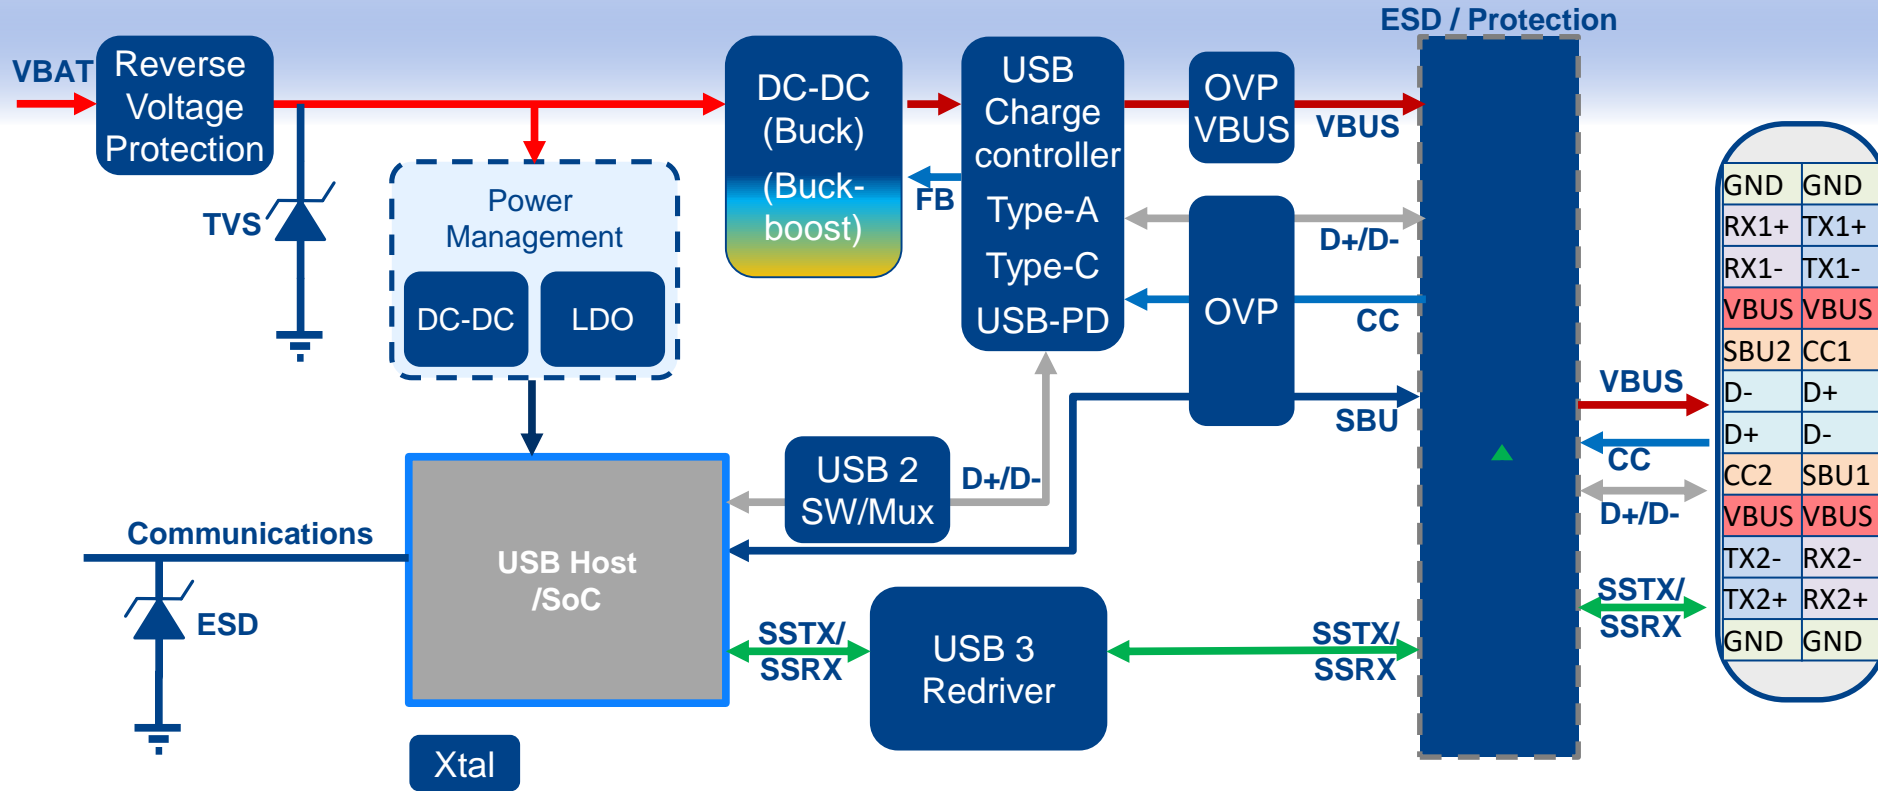 ESD / Protection
VBAT
Reverse
Voltage
Protection
DC-DC
(Buck)
(Buck-
boost)
USB
Charge
controller
Type-A
Type-C
USB-PD
OVP
VBUS
VBUS
FB
TVS
Power
Management
DC-DC
LDO
D+/D-
OVP
CC
SBU
USB 2
SW/Mux
D+/D-
Communications
ESD
USB Host
/SoC
SSTX/
SSRX
USB 3
Redriver
SSTX/
SSRX
Xtal
VBUS
CC
D+/D-
SSTX/
SSRX
GND GND
RX1+ TX1+
RX1- TX1-
VBUS VBUS
SBU2 CC1
D- D+
D+ D-
CC2 SBU1
VBUS VBUS
TX2- RX2-
TX2+ RX2+
GND GND